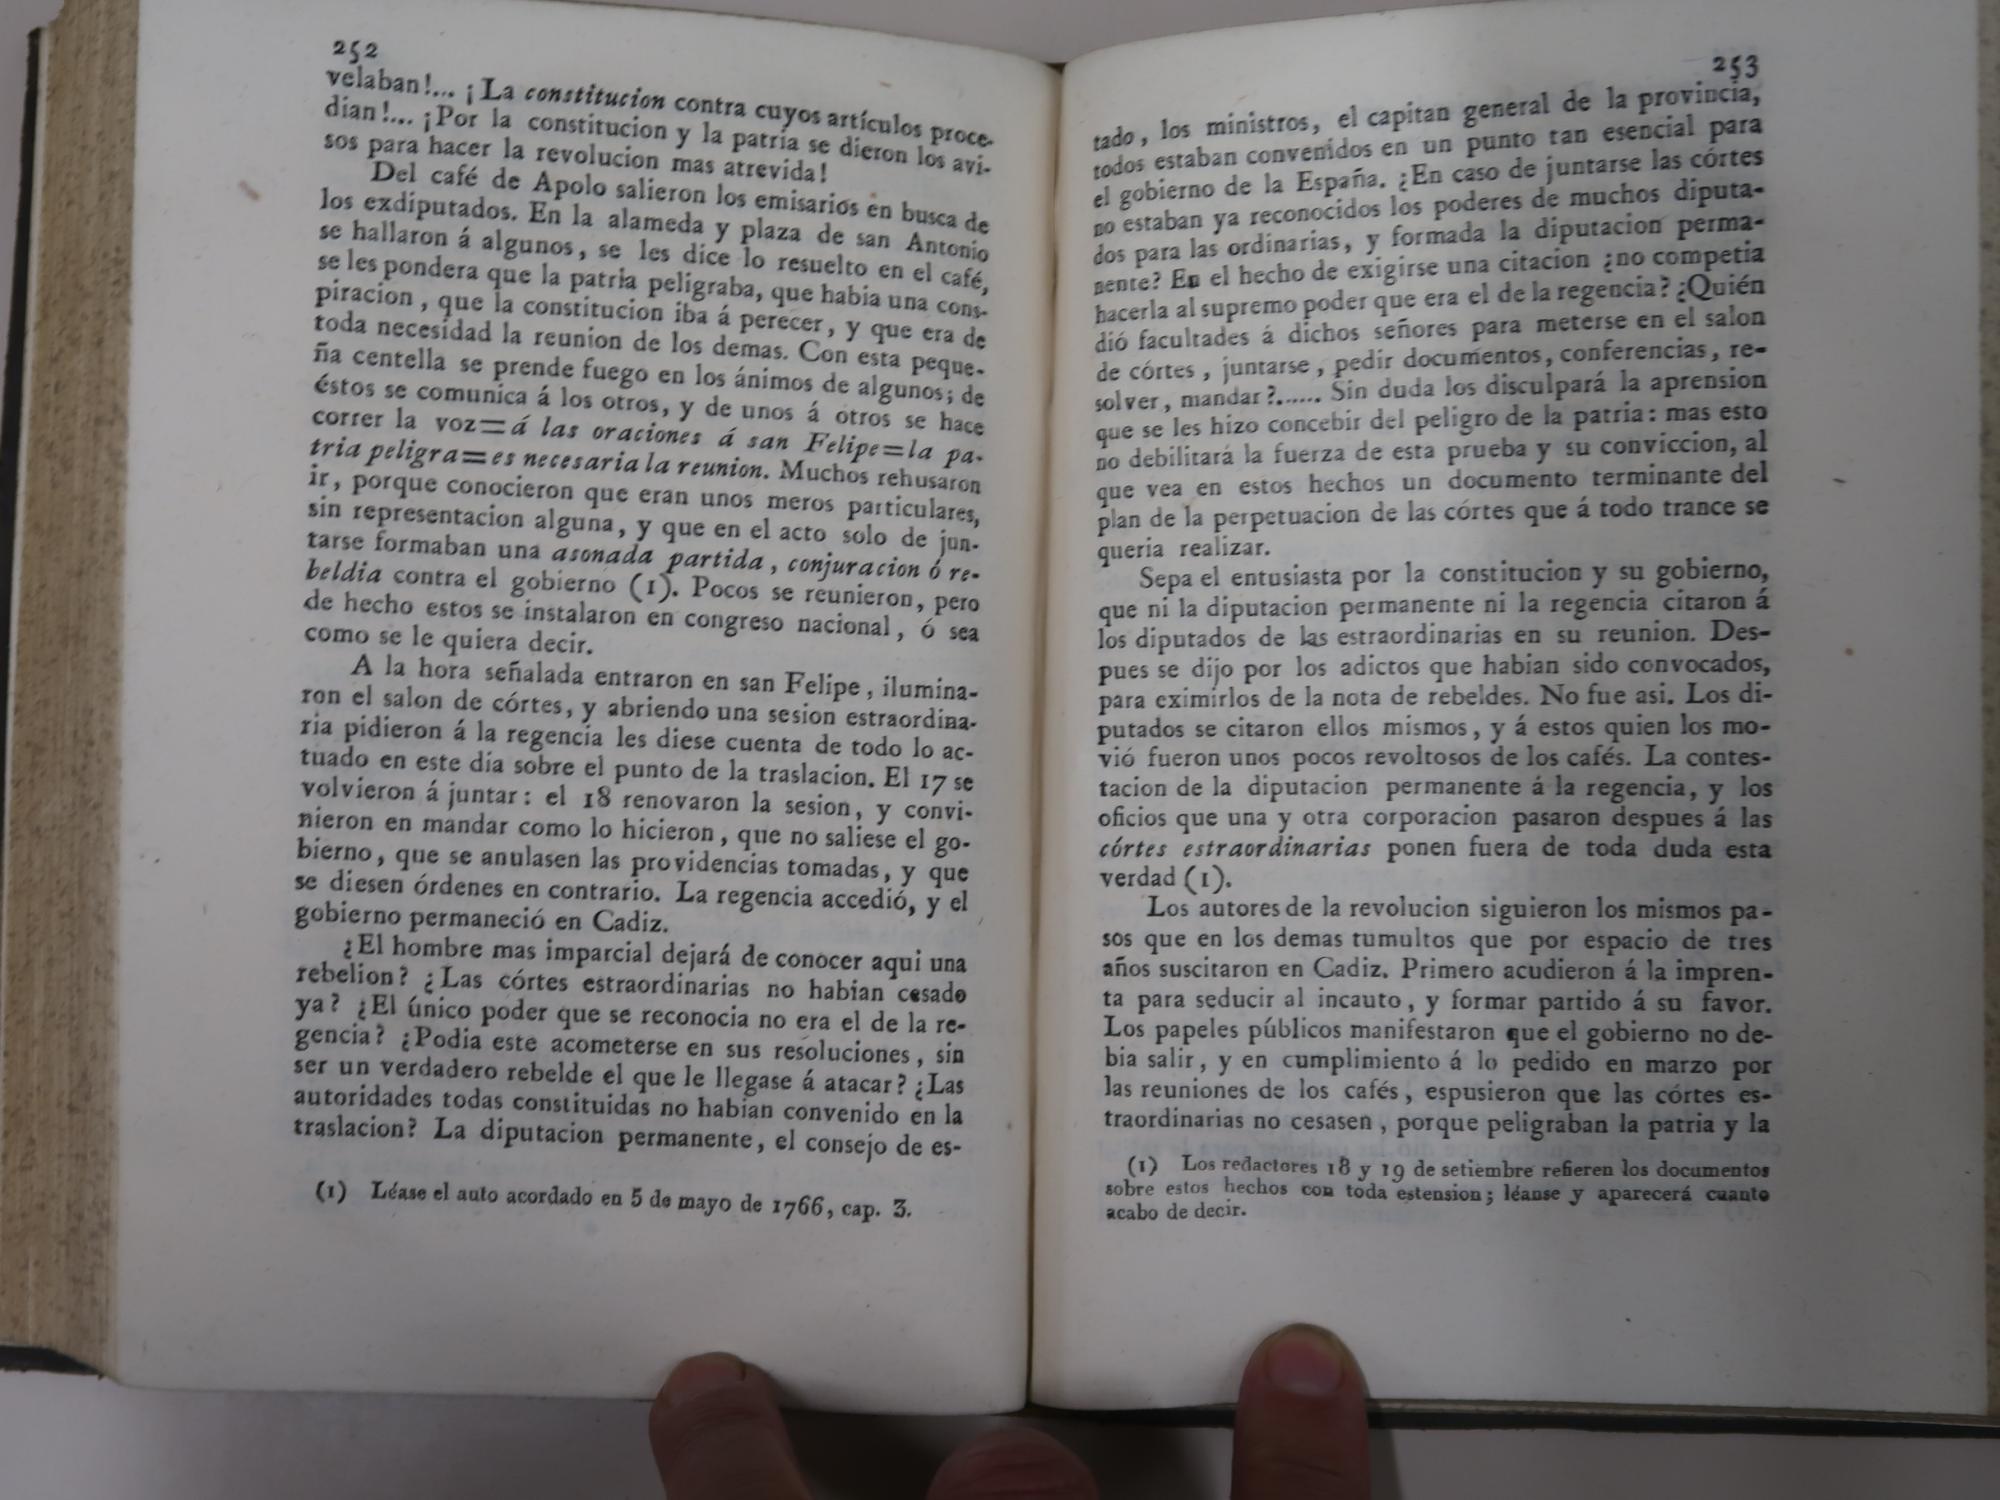 252
velaban!... ¡La constitucion contra cuyos artículos proce-
dian!... ¡Por la constitucion y la patria se dieron los avi-
sos para hacer la revolucion mas atrevida!
Del café de Apolo salieron los emisarios en busca de
los exdiputados. En la alameda y plaza de san Antonio
se hallaron á algunos, se les dice lo resuelto en el café,
se les pondera que la patria peligraba, que habia una cons-
piracion, que la constitucion iba á perecer, y que era de
toda necesidad la reunion de los demas. Con esta peque-
ña centella se prende fuego en los ánimos de algunos; de
éstos se comunica á los otros, y de unos á otros se hace
correr la voz=á las oraciones á san Felipe=la pa-
tria peligra=es necesaria la reunion. Muchos rehusaron
ir, porque conocieron que eran unos meros particulares,
sin representacion alguna, y que en el acto solo de jun-
tarse formaban una asonada partida, conjuracion ó re-
beldia contra el gobierno (1). Pocos se reunieron, pero
de hecho estos se instalaron en congreso nacional, ó sea
como se le quiera decir.
A la hora señalada entraron en san Felipe, ilumina-
ron el salon de córtes, y abriendo una sesion estraordina-
ria pidieron á la regencia les diese cuenta de todo lo ac-
tuado en este dia sobre el punto de la traslacion. El 17 se
volvieron á juntar: el 18 renovaron la sesion, y convi-
nieron en mandar como lo hicieron, que no saliese el go-
bierno, que se anulasen las providencias tomadas, y que
se diesen órdenes en contrario. La regencia accedió, y el
gobierno permaneció en Cadiz.
¿El hombre mas imparcial dejará de conocer aqui una
rebelion? ¿Las córtes estraordinarias no habian cesado
ya? ¿El único poder que se reconocia no era el de la re-
gencia? ¿Podia este acometerse en sus resoluciones, sin
ser un verdadero rebelde el que le llegase á atacar? ¿Las
autoridades todas constituidas no habian convenido en la
traslacion? La diputacion permanente, el consejo de es-
(1) Léase el auto acordado en 5 de mayo de 1766, cap. 3.
253
tado, los ministros, el capitan general de la provincia,
todos estaban convenidos en un punto tan esencial para
el gobierno de la España. ¿En caso de juntarse las córtes
no estaban ya reconocidos los poderes de muchos diputa-
dos para las ordinarias, y formada la diputacion perma-
nente? En el hecho de exigirse una citacion ¿no competia
hacerla al supremo poder que era el de la regencia? ¿Quién
dió facultades á dichos señores para meterse en el salon
de córtes, juntarse, pedir documentos, conferencias, re-
solver, mandar?...... Sin duda los disculpará la aprension
que se les hizo concebir del peligro de la patria: mas esto
no debilitará la fuerza de esta prueba y su conviccion, al
que vea en estos hechos un documento terminante del
plan de la perpetuacion de las córtes que á todo trance se
queria realizar.
Sepa el entusiasta por la constitucion y su gobierno,
que ni la diputacion permanente ni la regencia citaron á
los diputados de las estraordinarias en su reunion. Des-
pues se dijo por los adictos que habian sido convocados,
para eximirlos de la nota de rebeldes. No fue asi. Los di-
putados se citaron ellos mismos, y á estos quien los mo-
vió fueron unos pocos revoltosos de los cafés. La contes-
tacion de la diputacion permanente á la regencia, y los
oficios que una y otra corporacion pasaron despues á las
córtes estraordinarias ponen fuera de toda duda esta
verdad (1).
Los autores de la revolucion siguieron los mismos pa-
sos que en los demas tumultos que por espacio de tres
años suscitaron en Cadiz. Primero acudieron á la impren-
ta para seducir al incauto, y formar partido á su favor.
Los papeles públicos manifestaron que el gobierno no de-
bia salir, y en cumplimiento á lo pedido en marzo por
las reuniones de los cafés, espusieron que las córtes es-
traordinarias no cesasen, porque peligraban la patria y la
(1) Los redactores 18 y 19 de setiembre refieren los documentos
sobre estos hechos con toda estension; léanse y aparecerá cuanto
acabo de decir.